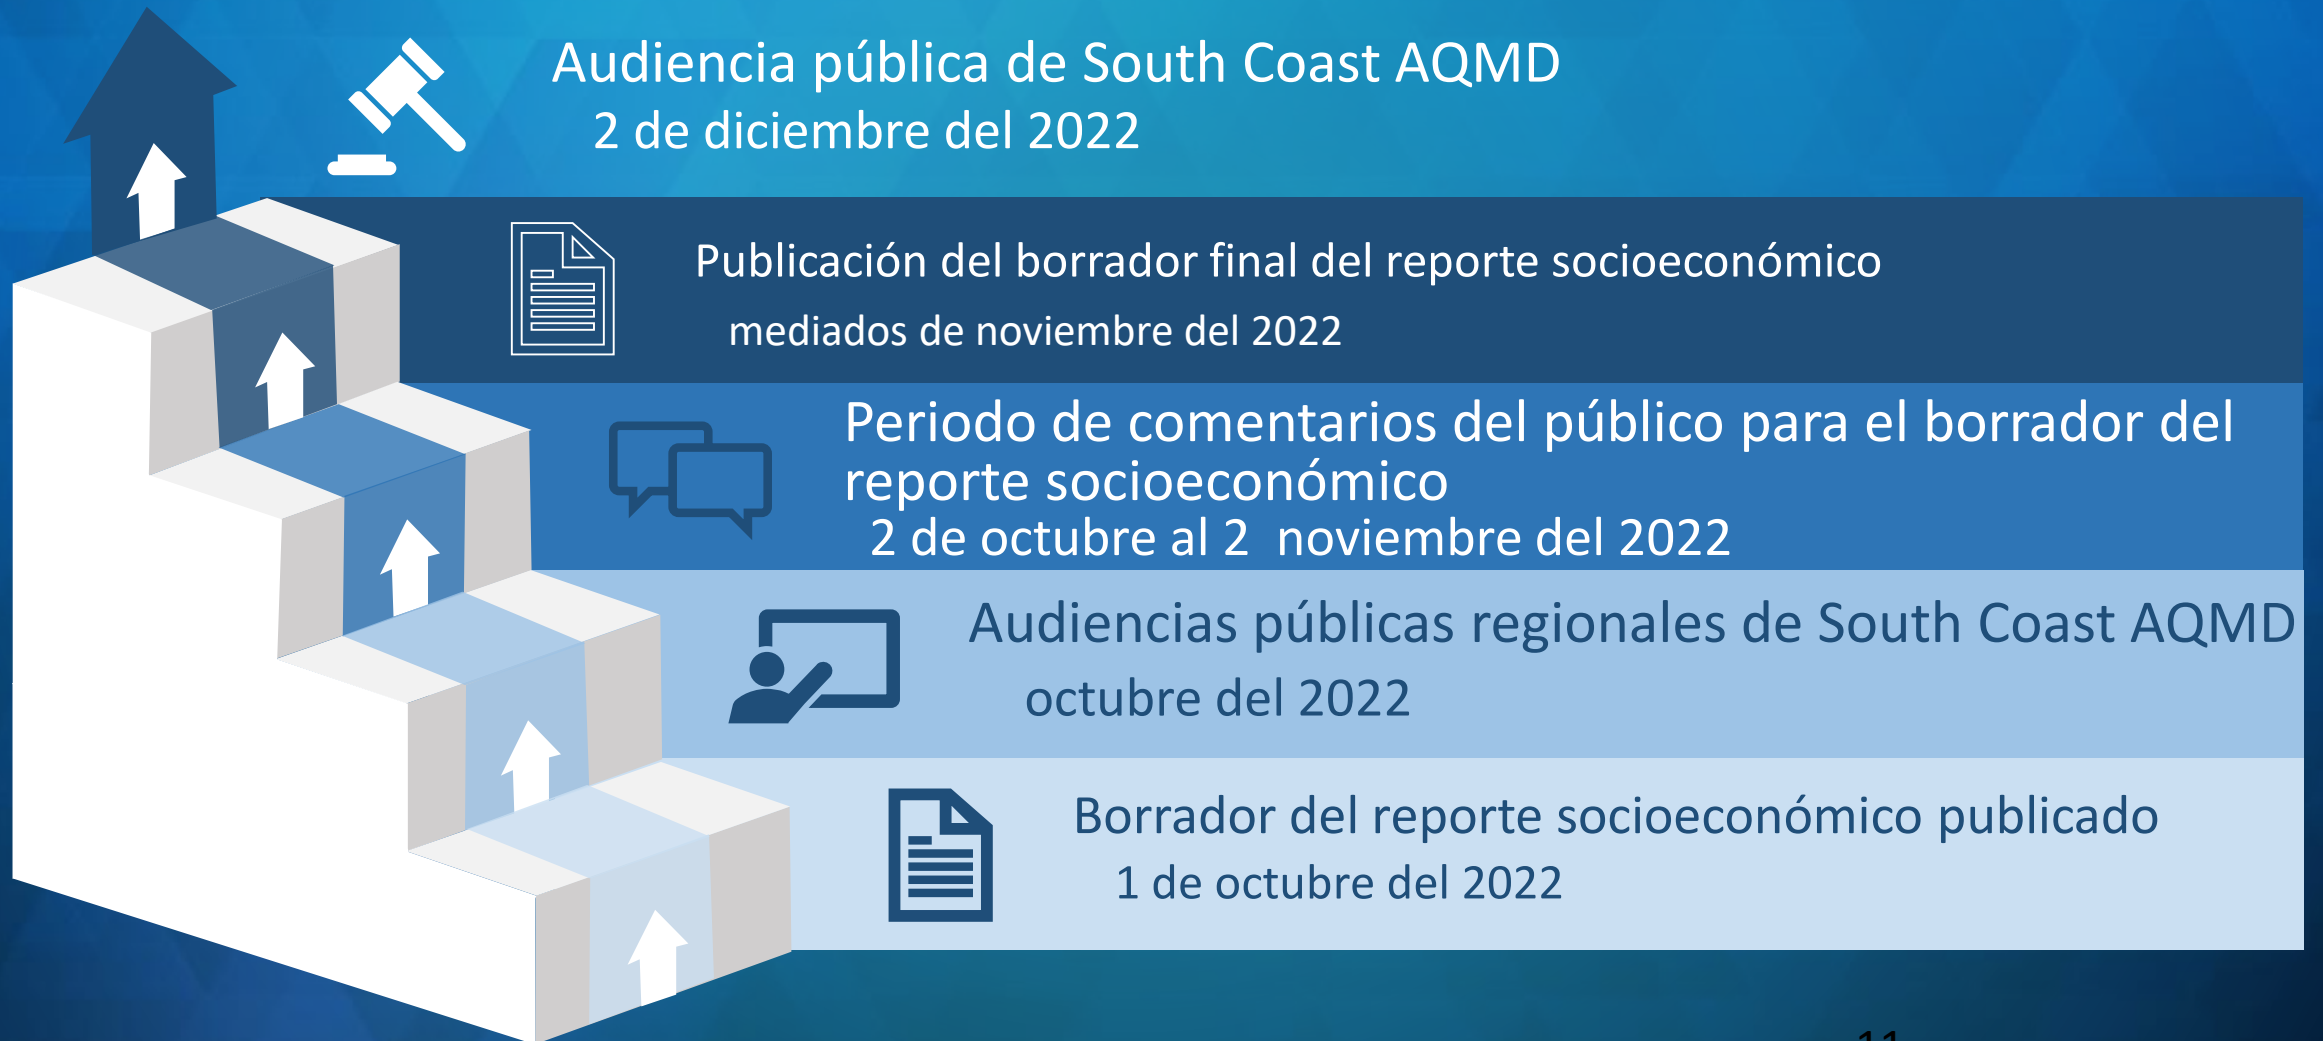 Audiencia pública de South Coast AQMD
2 de diciembre del 2022
Publicación del borrador final del reporte socioeconómico
mediados de noviembre del 2022
Periodo de comentarios del público para el borrador del
reporte socioeconómico
2 de octubre al 2  noviembre del 2022
Audiencias públicas regionales de South Coast AQMD
octubre del 2022
Borrador del reporte socioeconómico publicado
1 de octubre del 2022
11